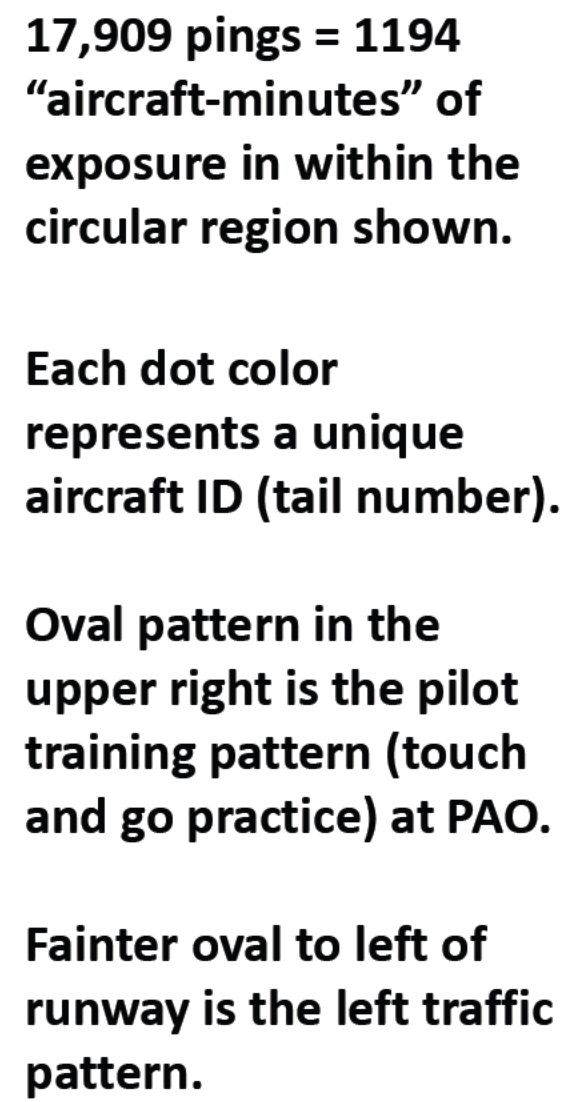 17,909 pings = 1194
“aircraft-minutes” of
exposure in within the
circular region shown.
Each dot color
represents a unique
aircraft ID (tail number).
Oval pattern in the
upper right is the pilot
training pattern (touch
and go practice) at PAO.
Fainter oval to left of
runway is the left traffic
pattern.